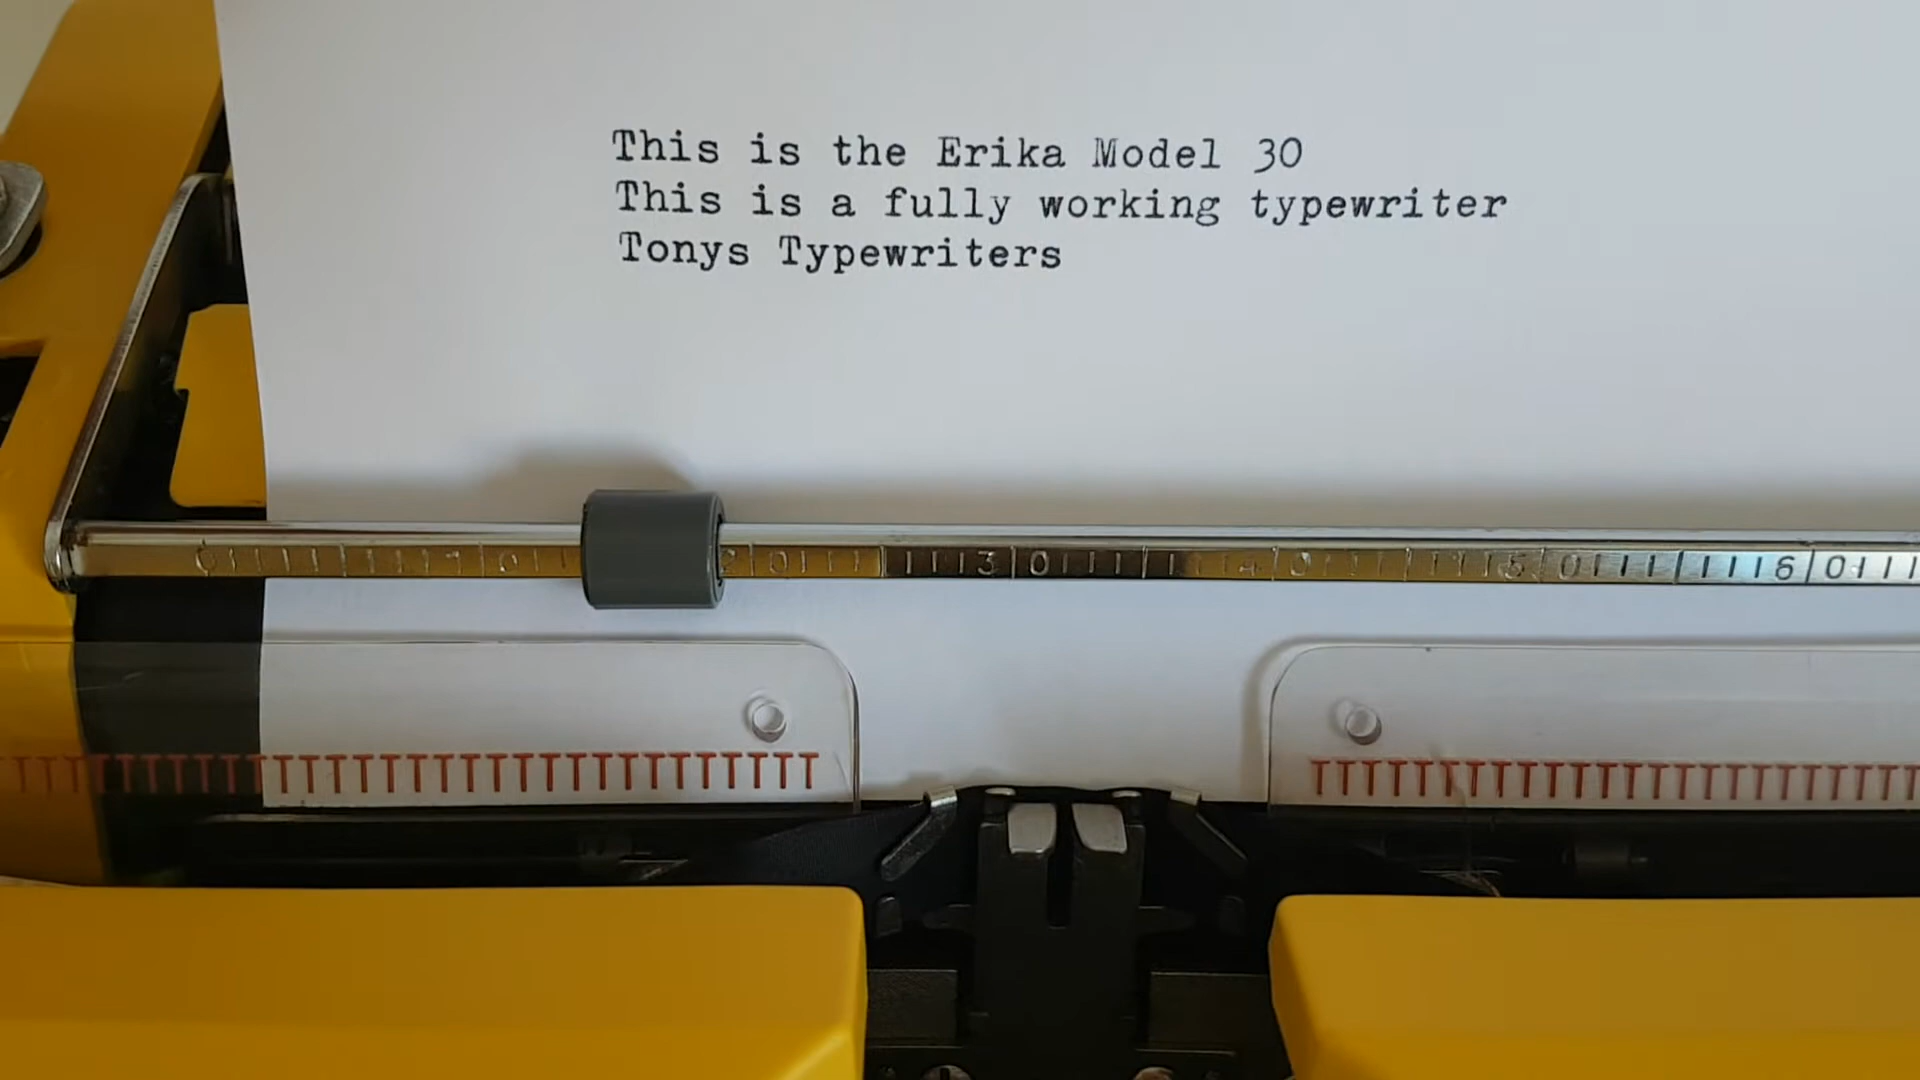 This is the Erika Model 30
This is a fully working typewriter
Tonys Typewriters